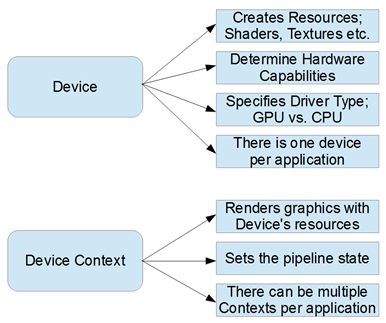 Device
Creates Resources;
Shaders, Textures etc.
Determine Hardware
Capabilities
Specifies Driver Type;
GPU vs. CPU
There is one device
per application
Device Context
Renders graphics with
Device's resources
Sets the pipeline state
There can be multiple
Contexts per application